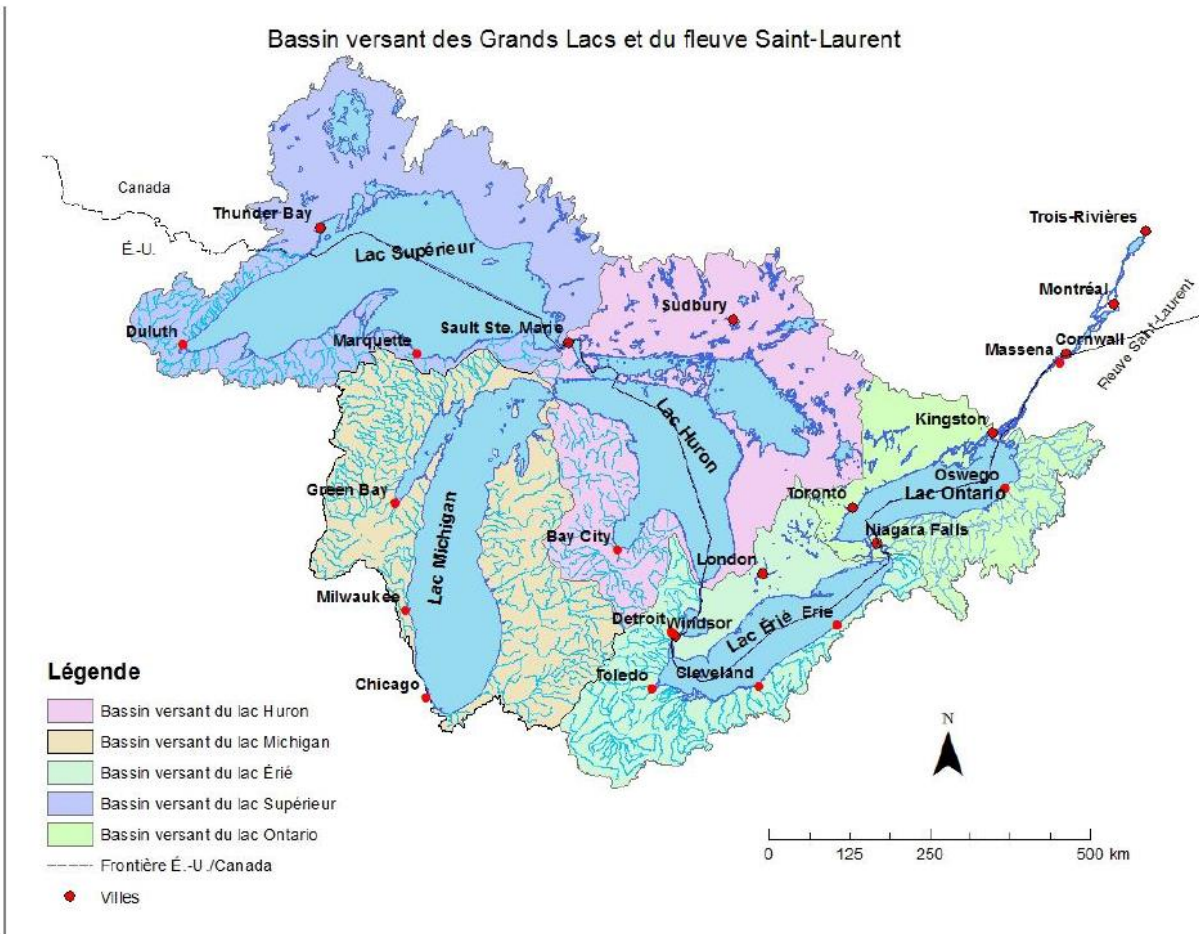 Bassin versant des Grands Lacs et du fleuve Saint-Laurent
Canada
É.-U.
Thunder Bay
Lac Supérieur
Duluth
Marquette
Sault Ste. Marie
Sudbury
Trois-Rivières
Montréal
Cornwall
Massena
Fleuve Saint-Laurent
Kingston
Lac Huron
Oswego
Lac Ontario
Toronto
Niagara Falls
Green Bay
Lac Michigan
Bay City
London
Milwaukee
Detroit
Windsor
Lac Érié
Erie
Toledo
Cleveland
Chicago
Légende
Bassin versant du lac Huron
Bassin versant du lac Michigan
Bassin versant du lac Érié
Bassin versant du lac Supérieur
Bassin versant du lac Ontario
Frontière É.-U./Canada
Villes
N
0 125 250 500 km